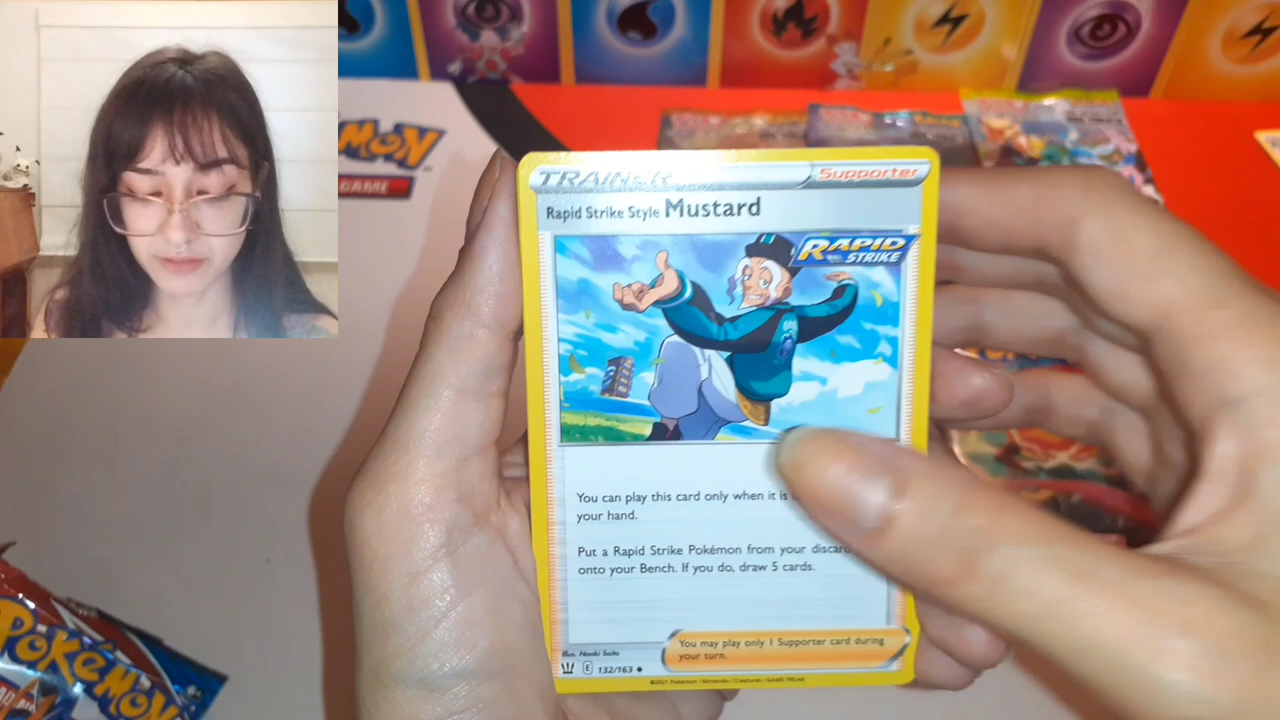 MON
GAME
TRAINER
Supporter
Rapid Strike Style Mustard
RAPID
STRIKE
You can play this card only when it is
your hand.
Put a Rapid Strike Pokémon from your discard
onto your Bench. If you do, draw 5 cards.
You may play only 1 Supporter card during
your turn.
Illus. Naoki Saito
E 132/163
©2021 Pokémon / Nintendo / Creatures / GAME FREAK
POKÉMON